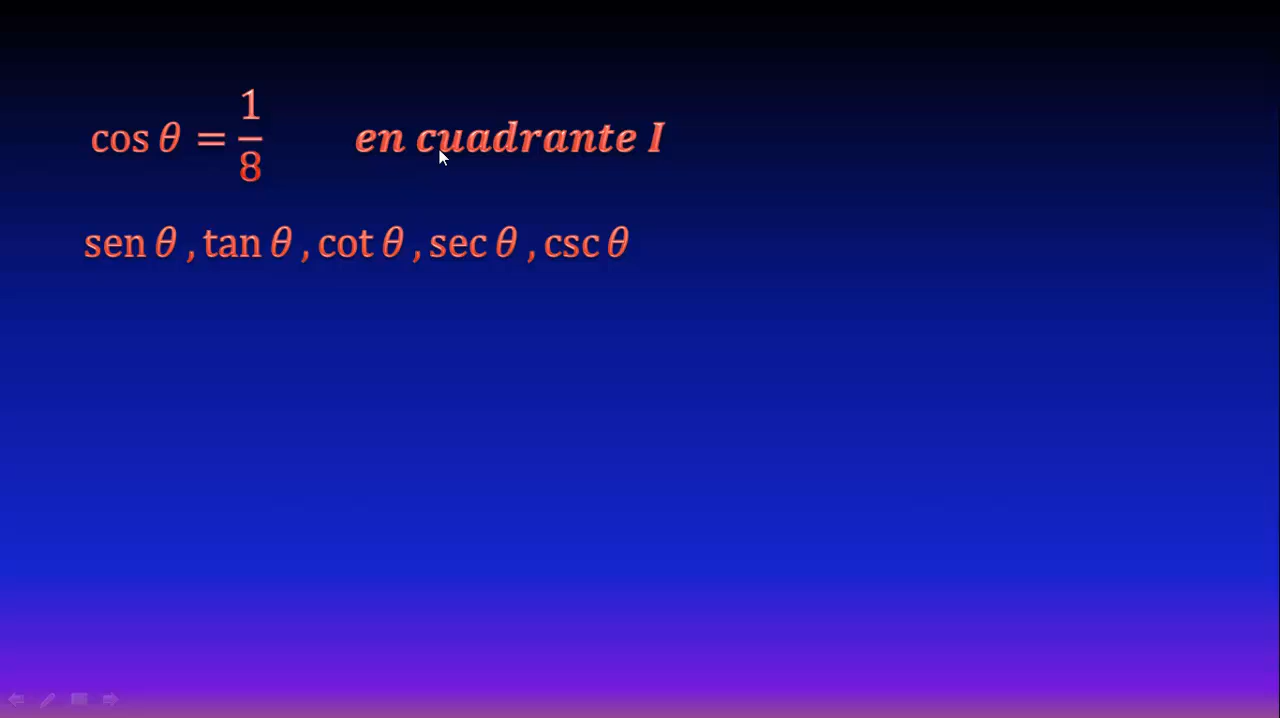 cos θ = 1/8 en cuadrante I
sen θ , tan θ , cot θ , sec θ , csc θ